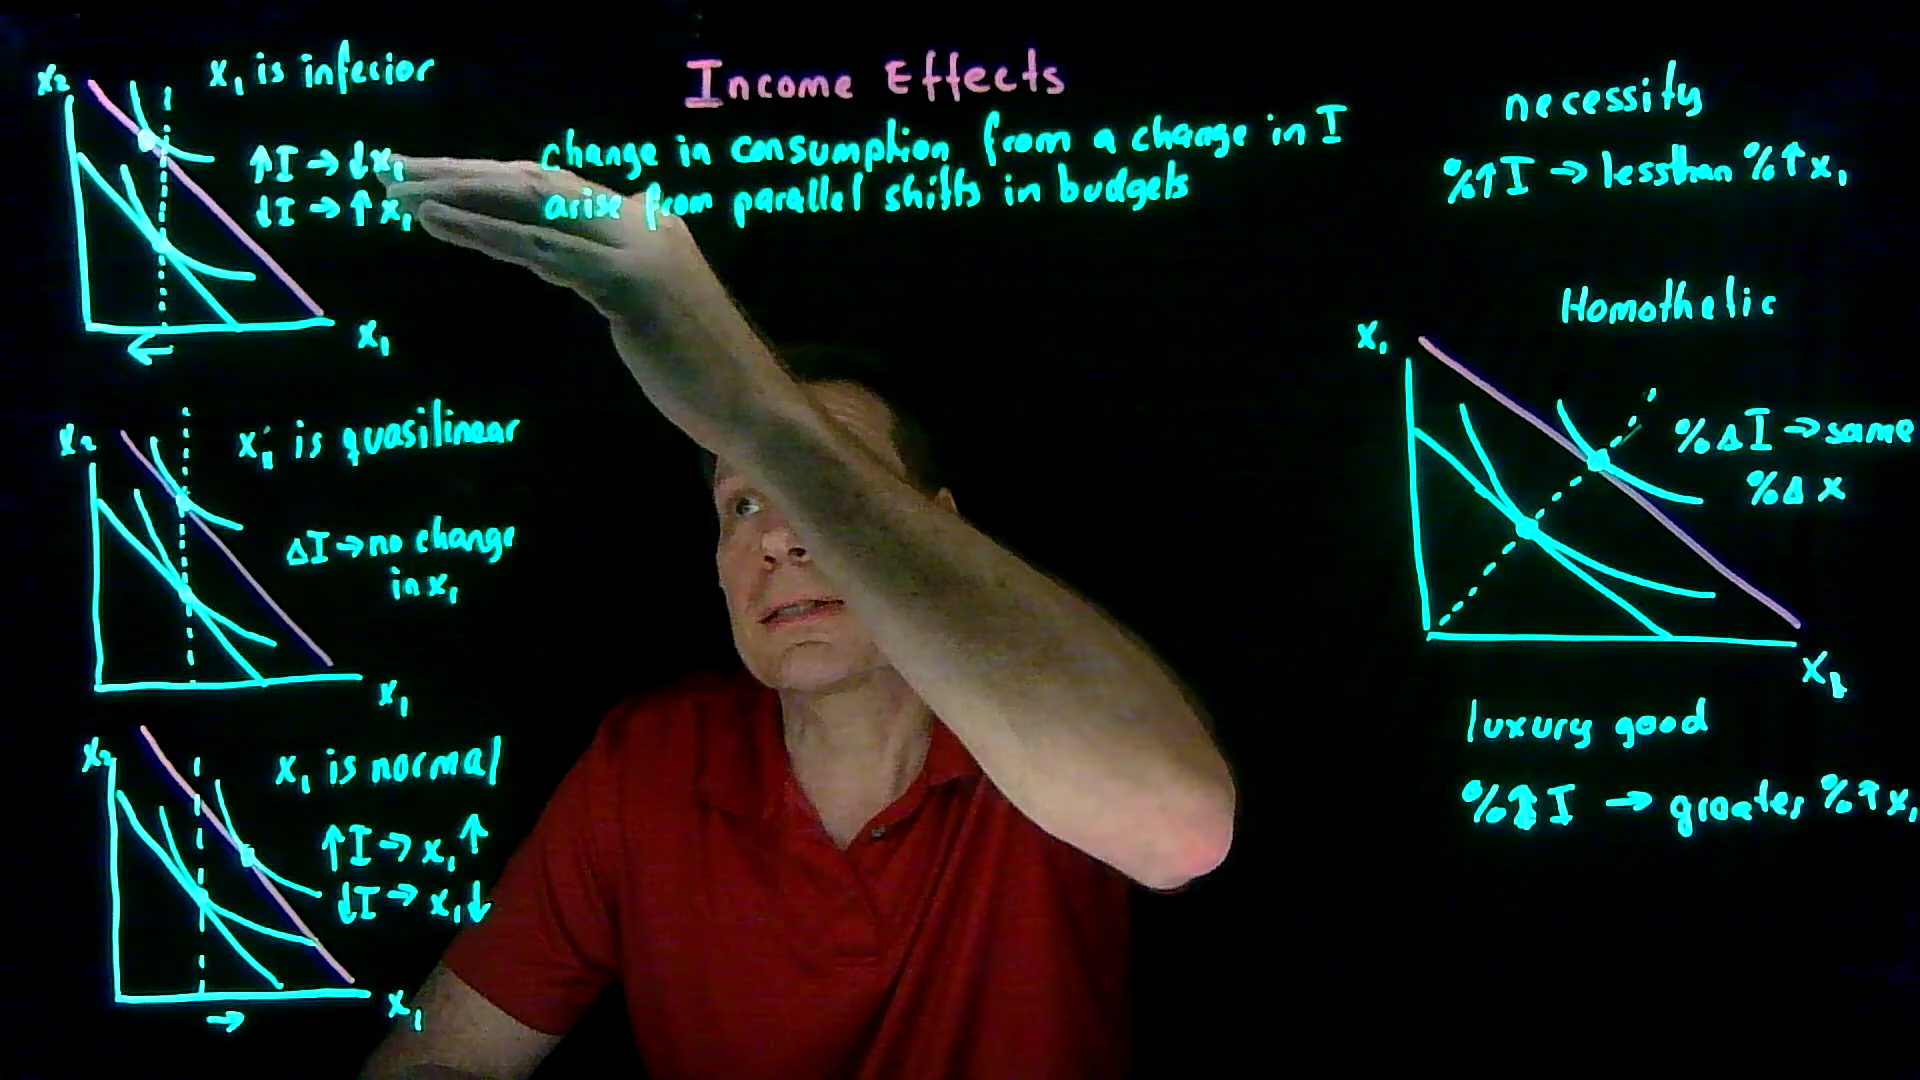 Income Effects
change in consumption from a change in I
arise from parallel shifts in budgets
x₂
x₁ is inferior
↑I → ↓x₁
↓I → ↑x₁
x₁
←
x₂
x₁ is quasilinear
ΔI → no change
in x₁
x₁
x₂
x₁ is normal
↑I → x₁↑
↓I → x₁↓
x₁
→
necessity
%↑I → less than %↑x₁
Homothetic
x₁
%ΔI → same
%Δx
luxury good
%↑I → greater %↑x₁